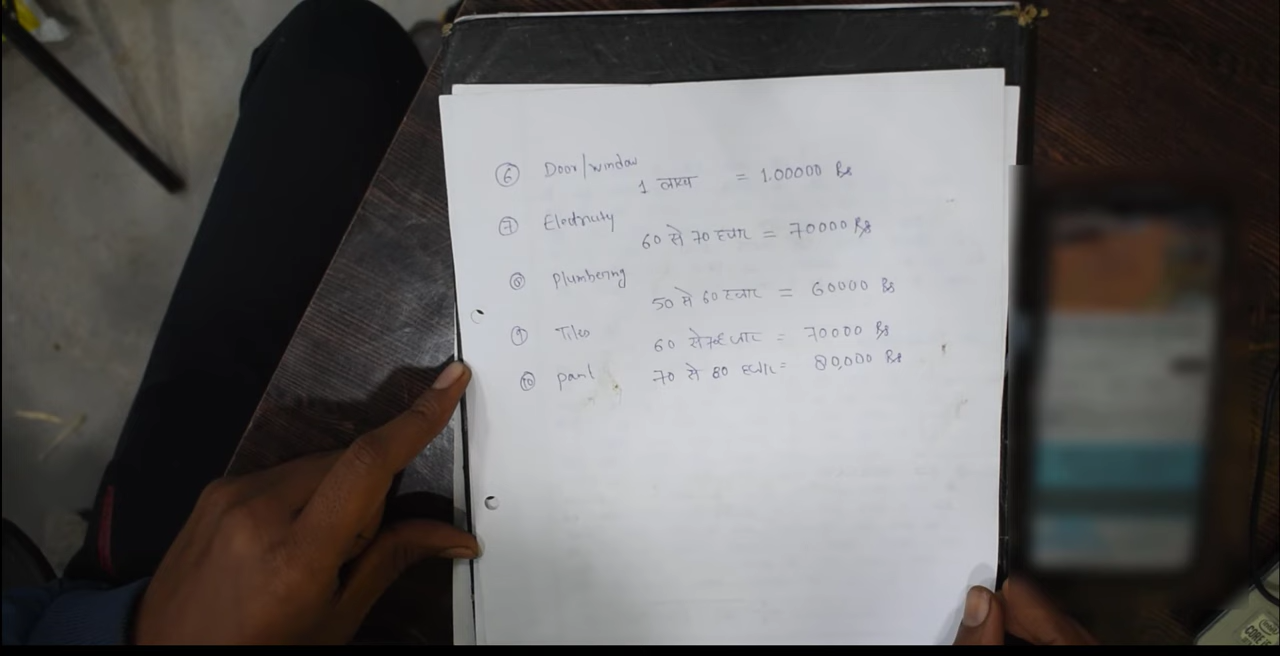 6 Door/window
1 लाख = 1.00000 Rs
7 Electricity
60 से 70 हजार = 70000 Rs
8 Plumbering
50 से 60 हजार = 60000 Rs
9 Tiles
60 से 70 हजार = 70000 Rs
10 paint 70 से 80 हजार = 80,000 Rs
CORE